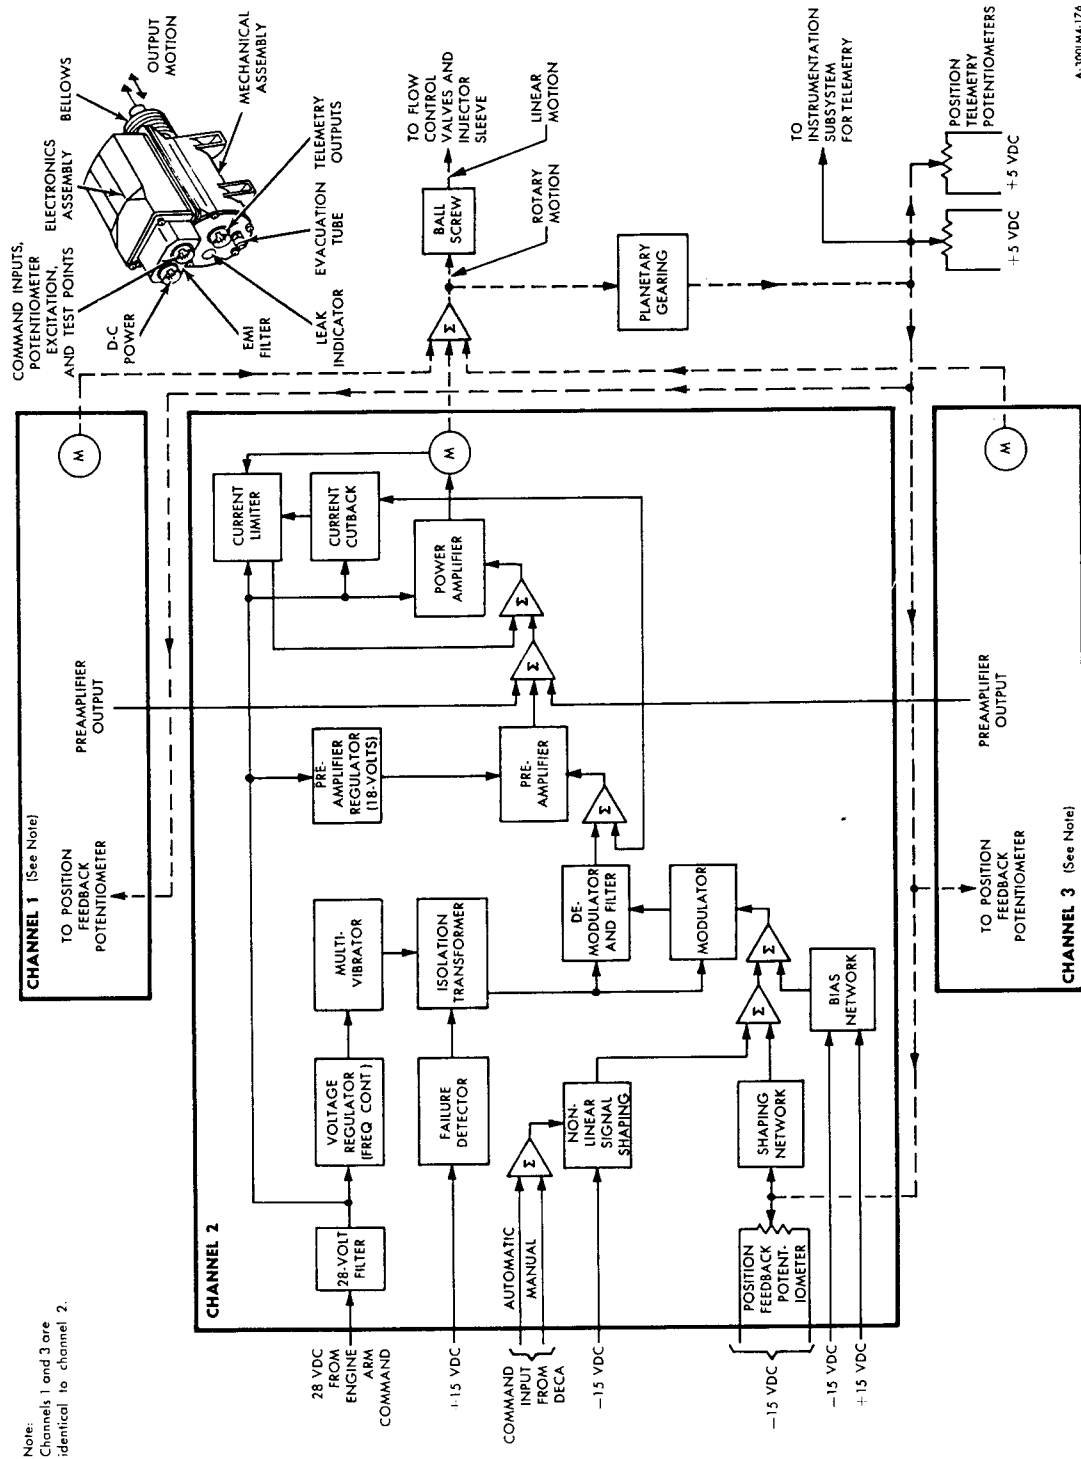 Note:
Channels 1 and 3 are
identical to channel 2.
COMMAND INPUTS,
POTENTIOMETER
EXCITATION,
AND TEST POINTS
D-C
POWER
EMI
FILTER
LEAK
INDICATOR
ELECTRONICS
ASSEMBLY
BELLOWS
OUTPUT
MOTION
MECHANICAL
ASSEMBLY
TELEMETRY
OUTPUTS
EVACUATION
TUBE
CHANNEL 1 (See Note)
TO POSITION
FEEDBACK
POTENTIOMETER
PREAMPLIFIER
OUTPUT
M
CHANNEL 2
28 VDC
FROM
ENGINE
ARM
COMMAND
28-VOLT
FILTER
VOLTAGE
REGULATOR
(FREQ CONT)
MULTI-
VIBRATOR
PRE-
AMPLIFIER
REGULATOR
(18-VOLTS)
CURRENT
LIMITER
CURRENT
CUTBACK
POWER
AMPLIFIER
M
+15 VDC
FAILURE
DETECTOR
ISOLATION
TRANSFORMER
PRE-
AMPLIFIER
Σ
Σ
Σ
COMMAND
INPUT
FROM
DECA
AUTOMATIC
MANUAL
Σ
−15 VDC
NON-
LINEAR
SIGNAL
SHAPING
DE-
MODULATOR
AND FILTER
MODULATOR
Σ
Σ
−15 VDC
POSITION
FEEDBACK
POTENT-
IOMETER
SHAPING
NETWORK
−15 VDC
+15 VDC
BIAS
NETWORK
Σ
BALL
SCREW
TO FLOW
CONTROL
VALVES AND
INJECTOR
SLEEVE
ROTARY
MOTION
LINEAR
MOTION
PLANETARY
GEARING
TO
INSTRUMENTATION
SUBSYSTEM
FOR TELEMETRY
+5 VDC
+5 VDC
POSITION
TELEMETRY
POTENTIOMETERS
CHANNEL 3 (See Note)
TO POSITION
FEEDBACK
POTENTIOMETER
PREAMPLIFIER
OUTPUT
M